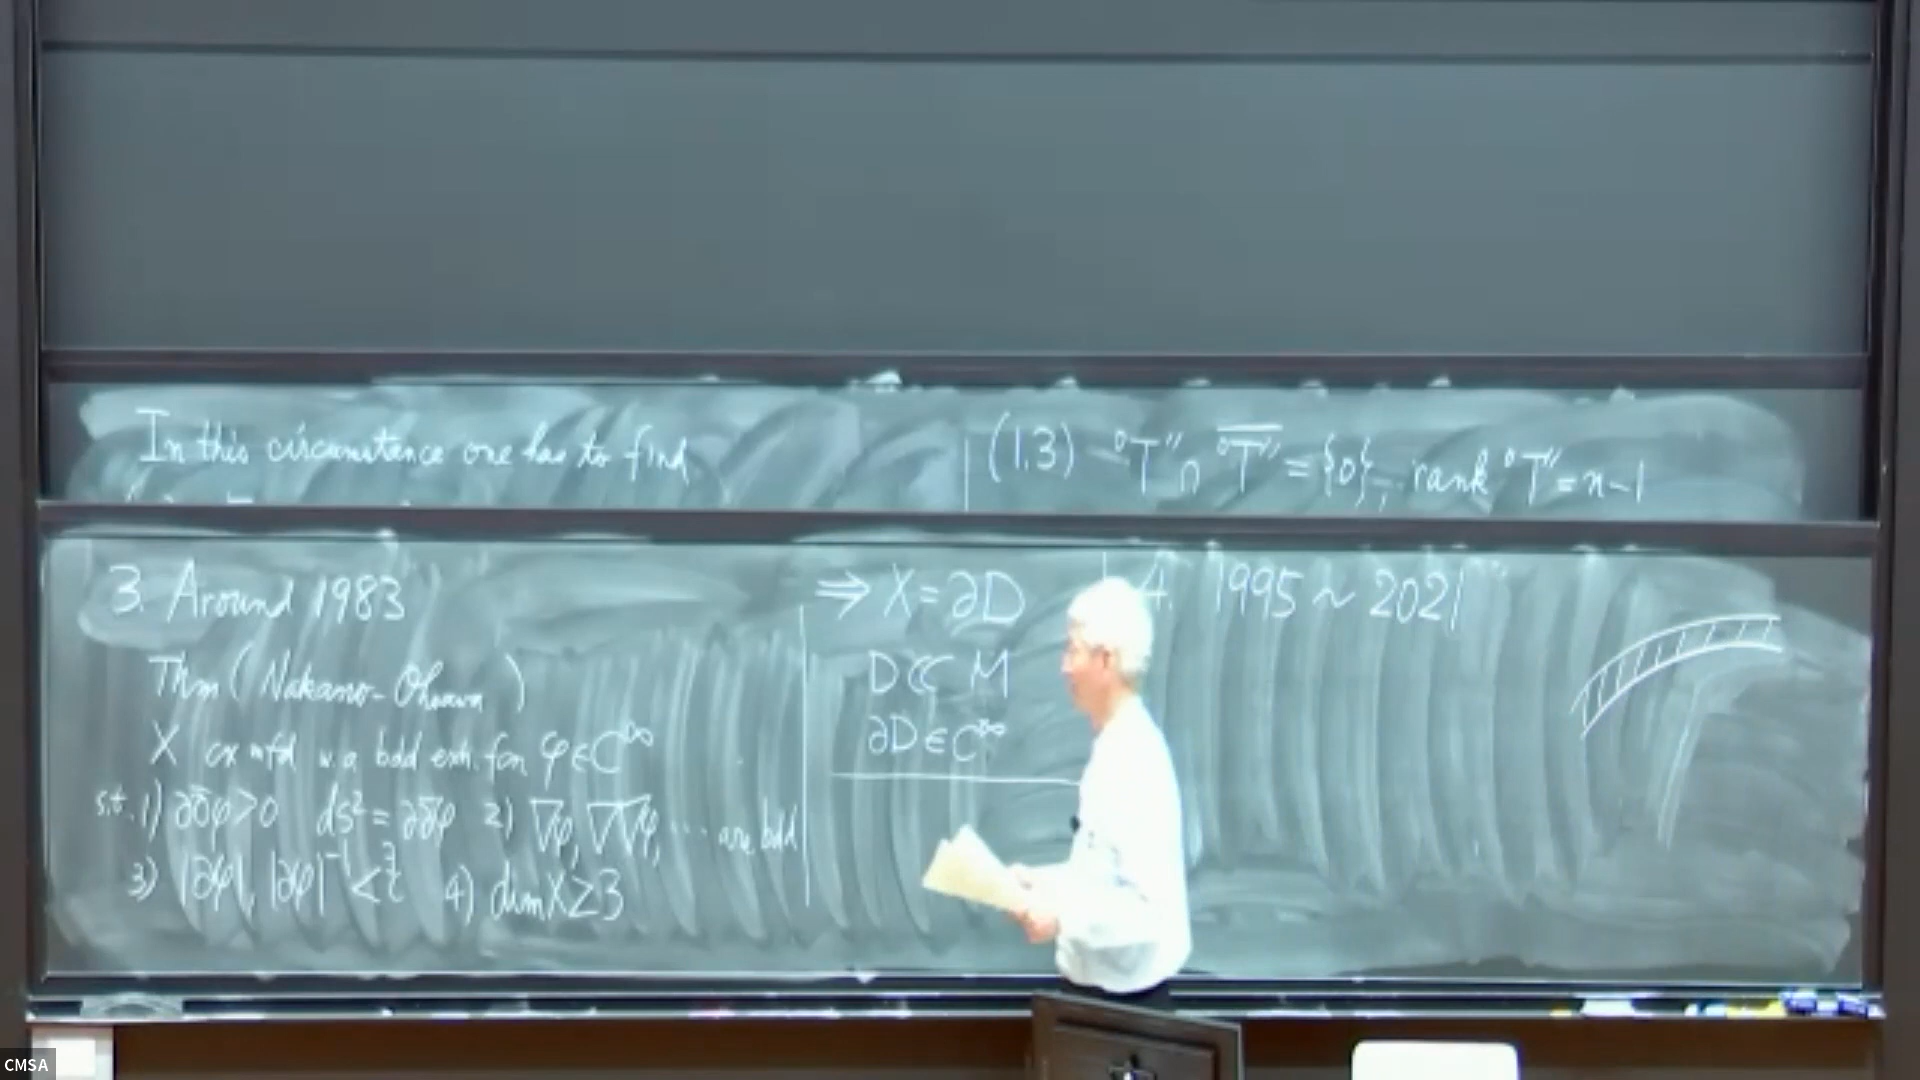 In this circumstance one has to find
(1.3) °T″ ∩ \overline{°T″} = {0}, rank °T″ = n-1
3. Around 1983
Thm (Nakano-Ohsawa)
X cx mfd w. a bdd exh. fcn φ ∈ C^∞
s.t. 1) ∂∂̄φ > 0 ds² = ∂∂̄φ 2) ∇φ, ∇∇φ, ... are bdd
3) |∂φ|, |∂φ|⁻¹ < 4) dim X ≥ 3
⇒ X = ∂D
D ⊂⊂ M
∂D ∈ C^∞
4. 1995 ~ 2021
CMSA